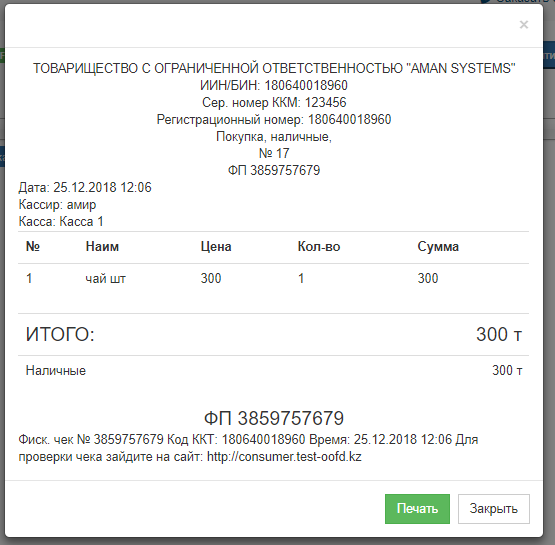 ×
ТОВАРИЩЕСТВО С ОГРАНИЧЕННОЙ ОТВЕТСТВЕННОСТЬЮ "AMAN SYSTEMS"
ИИН/БИН: 180640018960
Сер. номер ККМ: 123456
Регистрационный номер: 180640018960
Покупка, наличные,
№ 17
ФП 3859757679
Дата: 25.12.2018 12:06
Кассир: амир
Касса: Касса 1
№ Наим Цена Кол-во Сумма
1 чай шт 300 1 300
ИТОГО: 300 т
Наличные 300 т
ФП 3859757679
Фиск. чек № 3859757679 Код ККТ: 180640018960 Время: 25.12.2018 12:06 Для
проверки чека зайдите на сайт: http://consumer.test-oofd.kz
Печать Закрыть